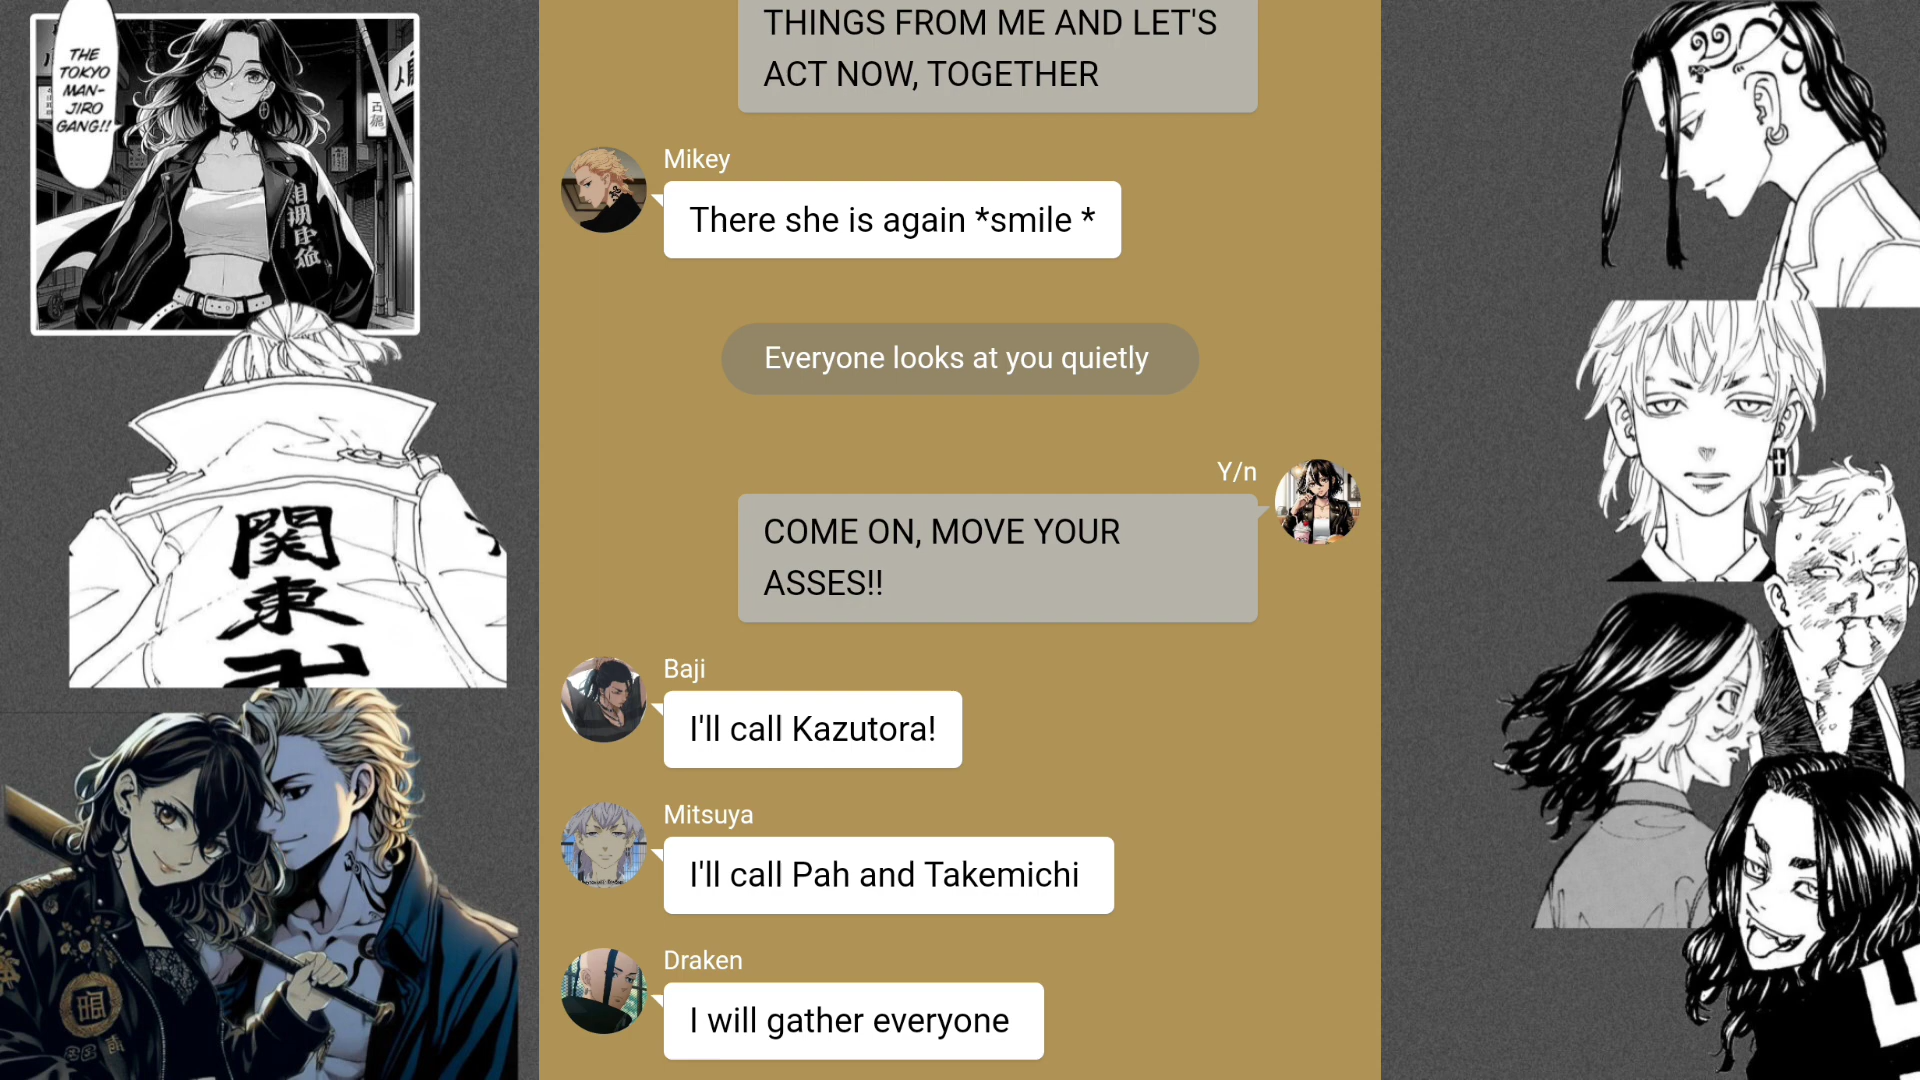 THE
TOKYO
MAN-
JIRO
GANG!!
関
東
卍
THINGS FROM ME AND LET'S
ACT NOW, TOGETHER
Mikey
There she is again *smile *
Everyone looks at you quietly
Y/n
COME ON, MOVE YOUR
ASSES!!
Baji
I'll call Kazutora!
Mitsuya
I'll call Pah and Takemichi
Draken
I will gather everyone